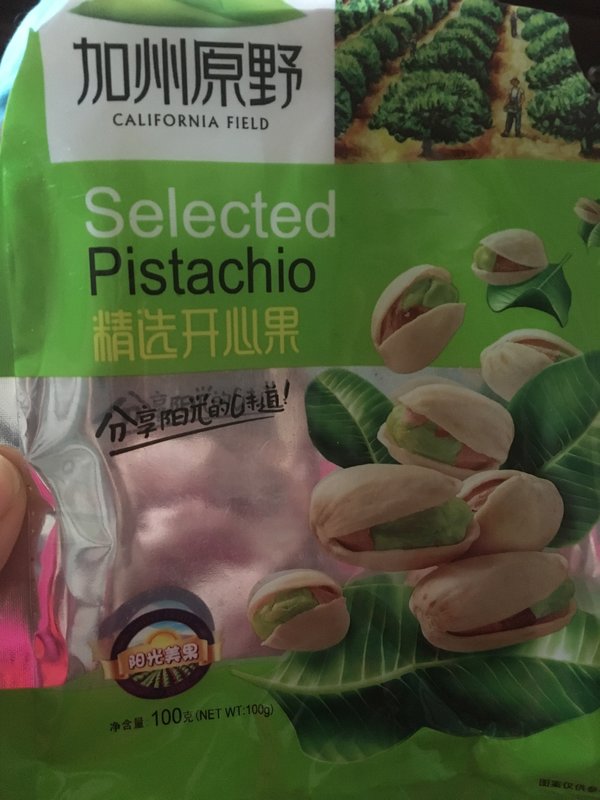 加州原野
CALIFORNIA FIELD
Selected
Pistachio
精选开心果
分享阳光的味道!
阳光美果
净含量: 100克(NET WT:100g)
图案仅供参